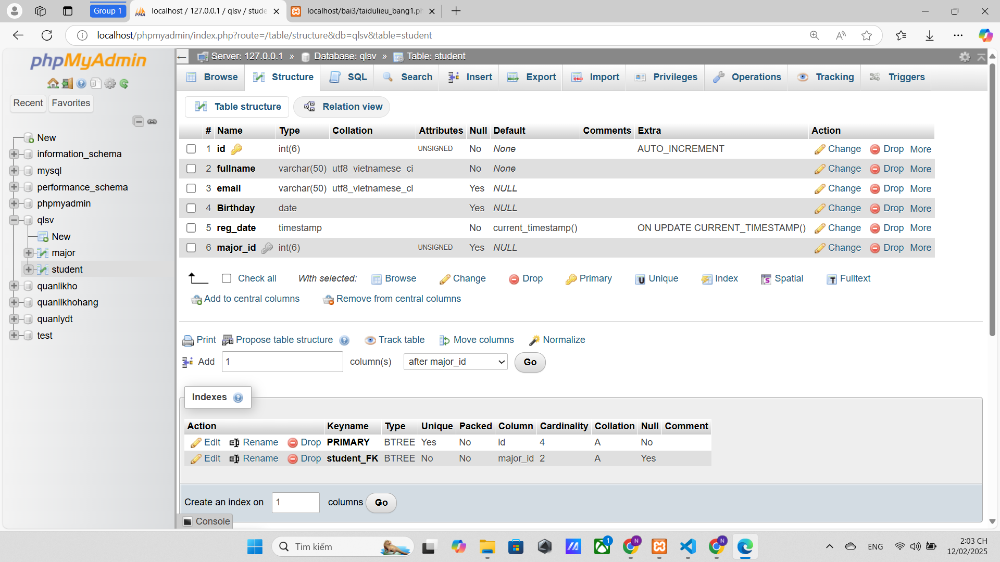 Group 1
localhost / 127.0.0.1 / qlsv / stude
localhost/bai3/taidulieu_bang1.ph
localhost/phpmyadmin/index.php?route=/table/structure&db=qlsv&table=student
phpMyAdmin
Recent Favorites
New
information_schema
mysql
performance_schema
phpmyadmin
qlsv
New
major
student
quanlikho
quanlikhohang
quanlydt
test
Server: 127.0.0.1 » Database: qlsv » Table: student
Browse Structure SQL Search Insert Export Import Privileges Operations Tracking Triggers
Table structure Relation view
# Name Type Collation Attributes Null Default Comments Extra Action
1 id int(6) UNSIGNED No None AUTO_INCREMENT Change Drop More
2 fullname varchar(50) utf8_vietnamese_ci No None Change Drop More
3 email varchar(50) utf8_vietnamese_ci Yes NULL Change Drop More
4 Birthday date Yes NULL Change Drop More
5 reg_date timestamp No current_timestamp() ON UPDATE CURRENT_TIMESTAMP() Change Drop More
6 major_id int(6) UNSIGNED Yes NULL Change Drop More
Check all With selected: Browse Change Drop Primary Unique Index Spatial Fulltext
Add to central columns Remove from central columns
Print Propose table structure Track table Move columns Normalize
Add 1 column(s) after major_id Go
Indexes
Action Keyname Type Unique Packed Column Cardinality Collation Null Comment
Edit Rename Drop PRIMARY BTREE Yes No id 4 A No
Edit Rename Drop student_FK BTREE No No major_id 2 A Yes
Create an index on 1 columns Go
Console
Tìm kiếm
1
N
N
ENG
2:03 CH
12/02/2025